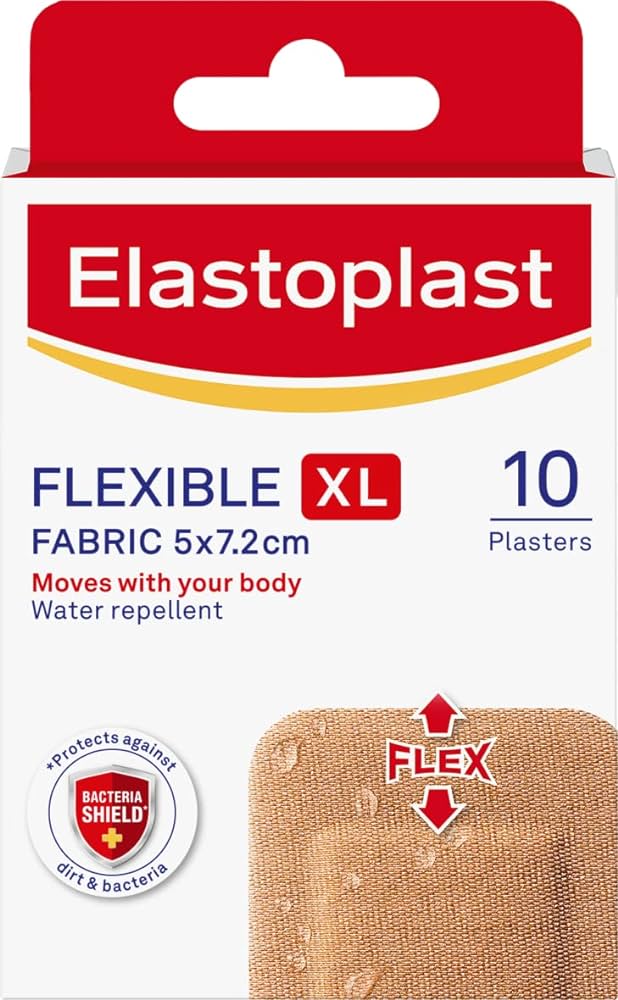 Elastoplast
FLEXIBLE XL
FABRIC 5x7.2cm
Moves with your body
Water repellent
10
Plasters
FLEX
*Protects against
BACTERIA
SHIELD*
dirt & bacteria